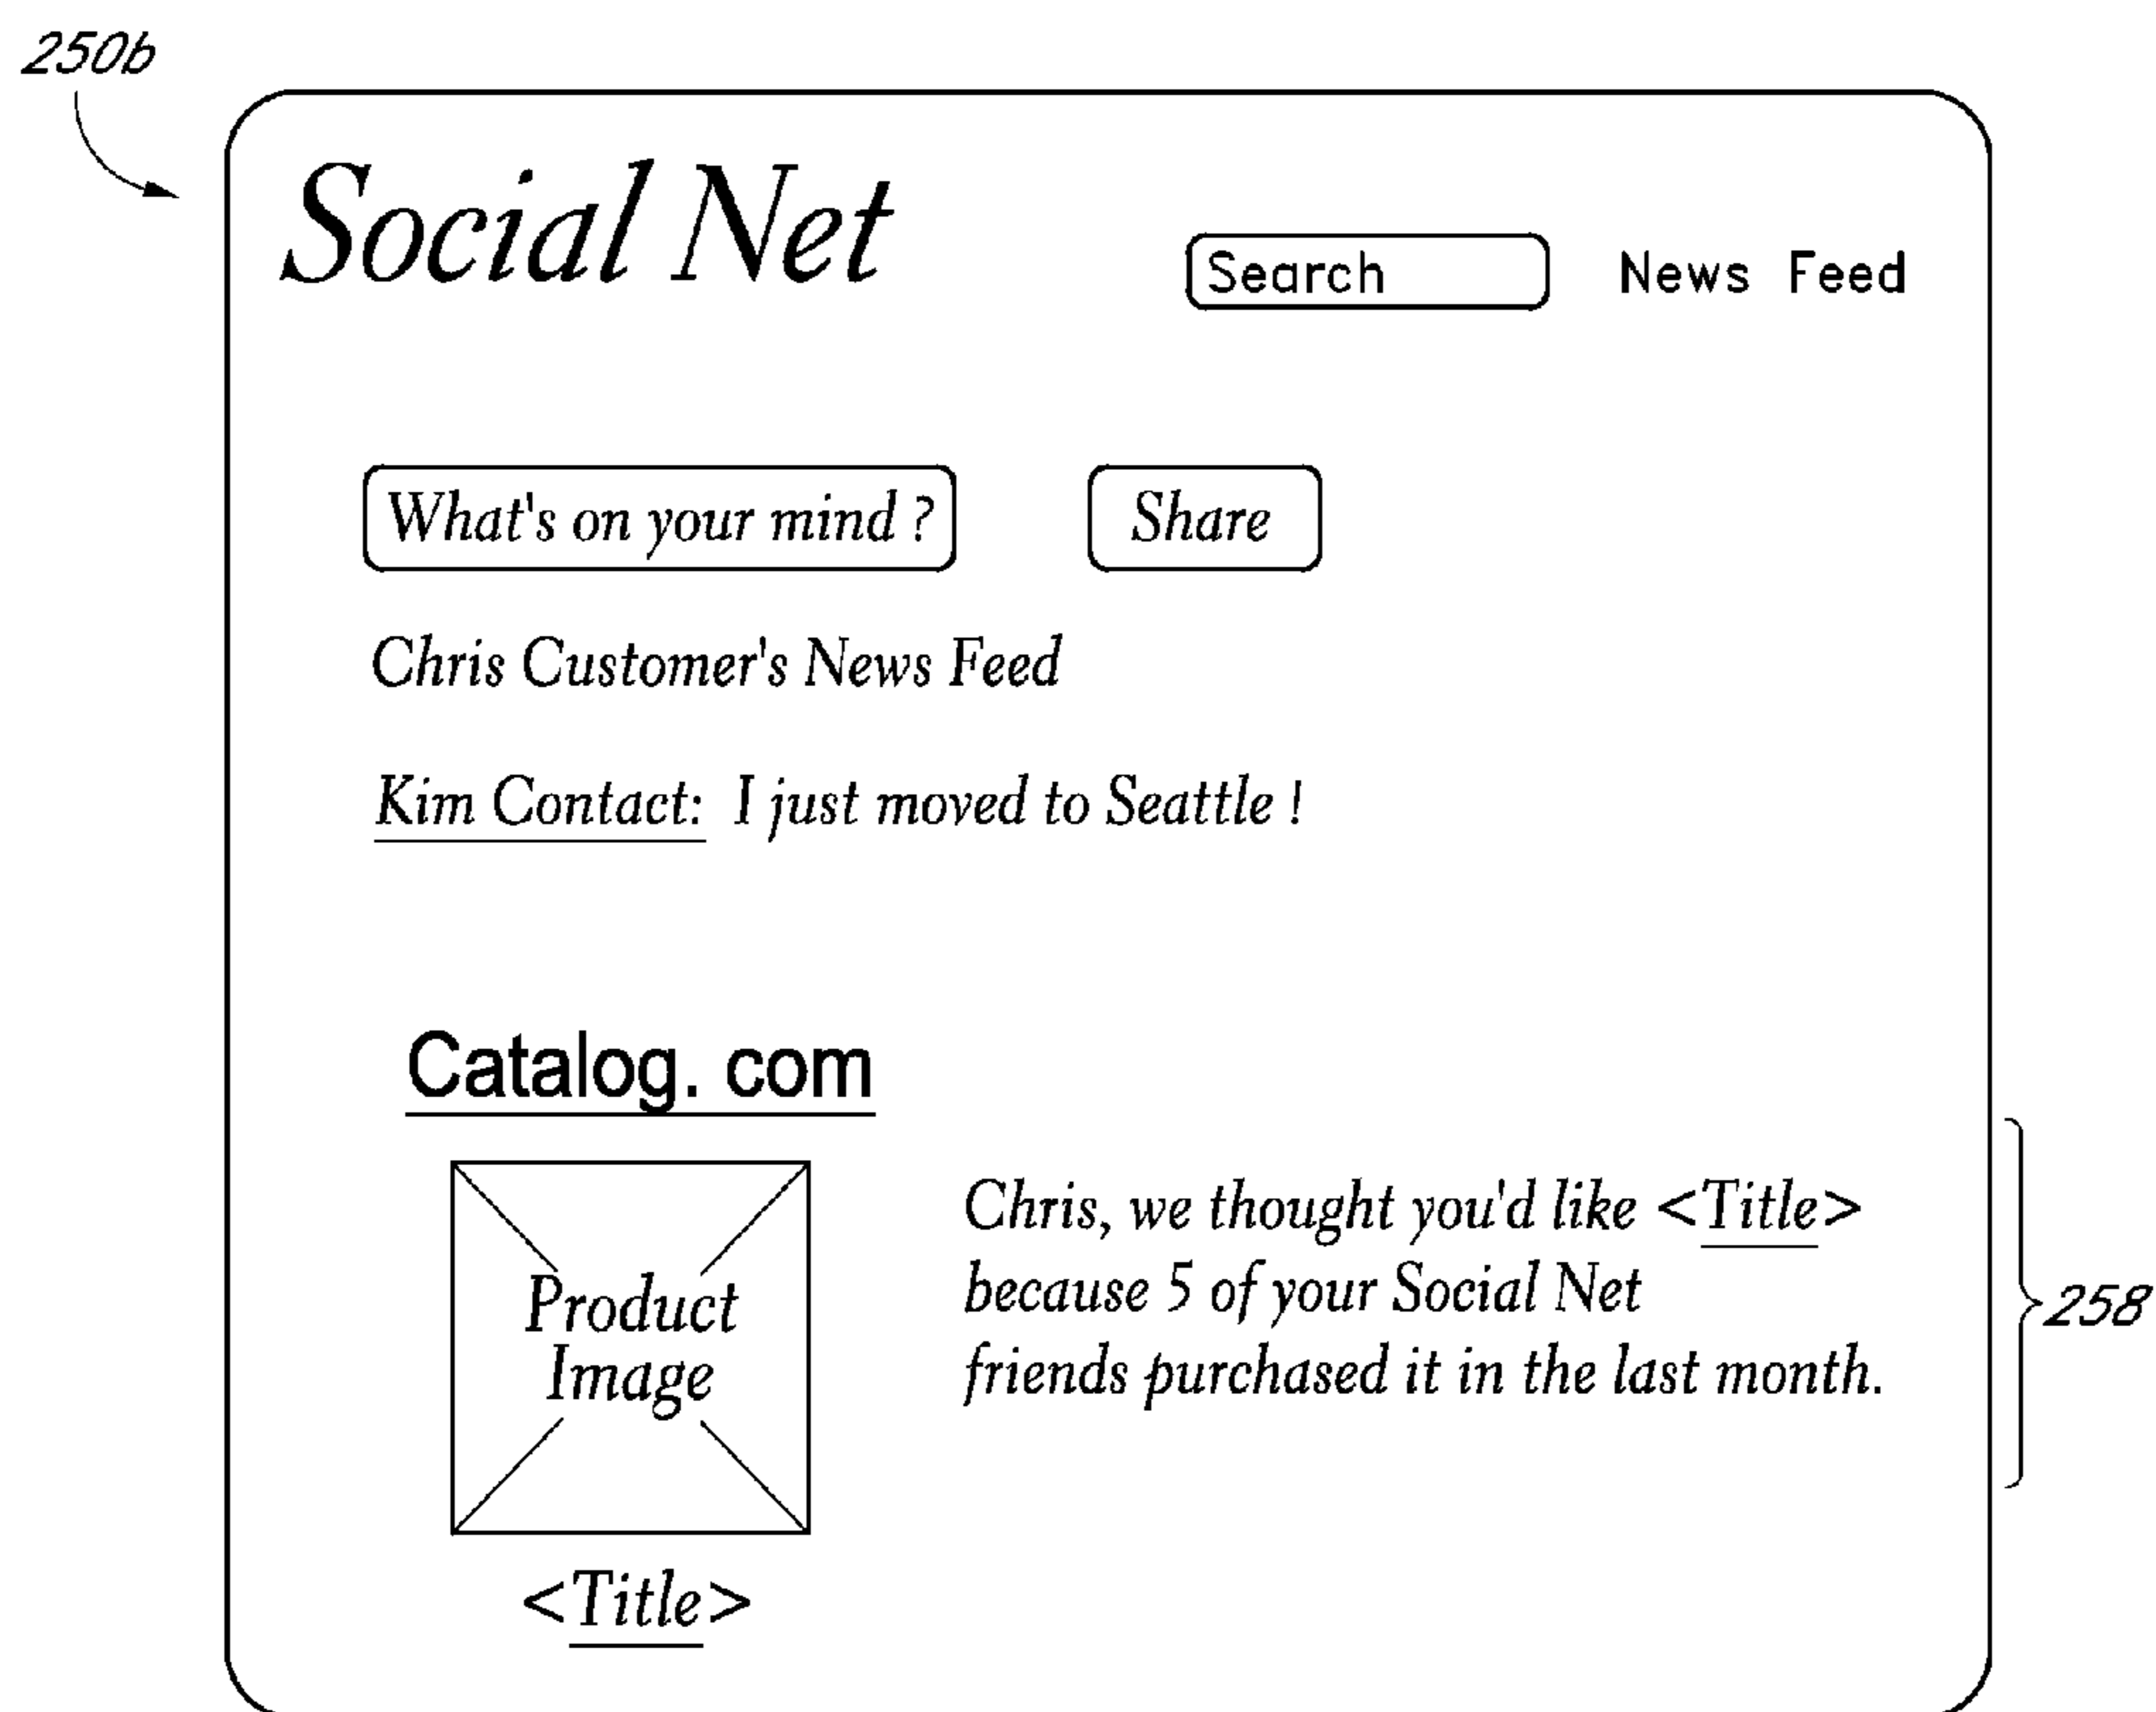 250b
Social Net
Search News Feed
What's on your mind ? Share
Chris Customer's News Feed
Kim Contact: I just moved to Seattle !
Catalog. com
Product
Image
<Title>
Chris, we thought you'd like <Title>
because 5 of your Social Net
friends purchased it in the last month.
258